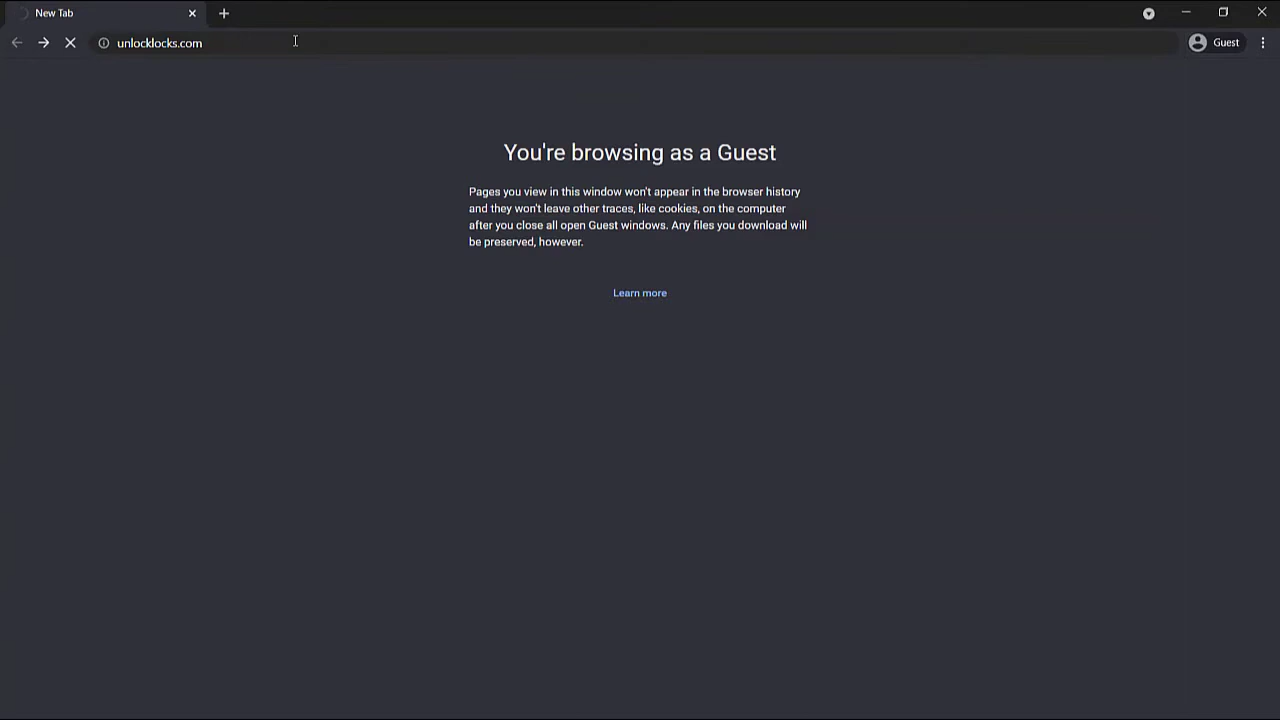 New Tab
unlocklocks.com
Guest
You're browsing as a Guest
Pages you view in this window won't appear in the browser history
and they won't leave other traces, like cookies, on the computer
after you close all open Guest windows. Any files you download will
be preserved, however.
Learn more